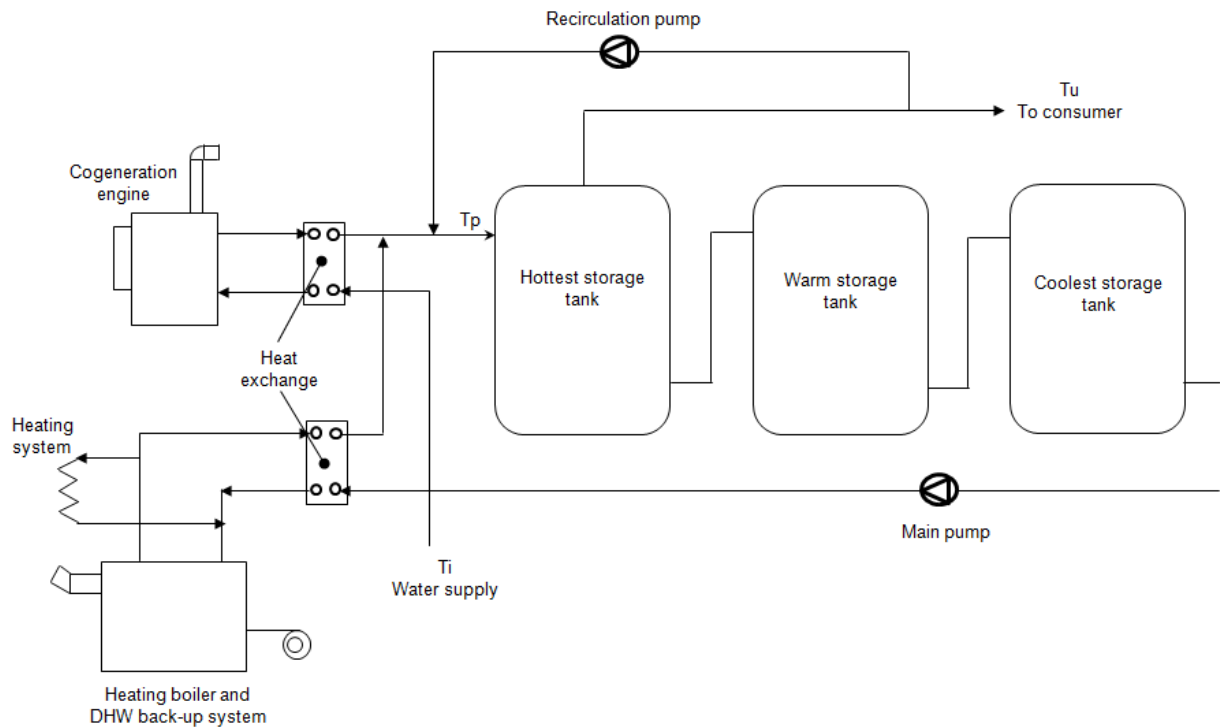 Recirculation pump
Tu
To consumer
Cogeneration
engine
Tp
Hottest storage
tank
Warm storage
tank
Coolest storage
tank
Heat
exchange
Heating
system
Main pump
Ti
Water supply
Heating boiler and
DHW back-up system